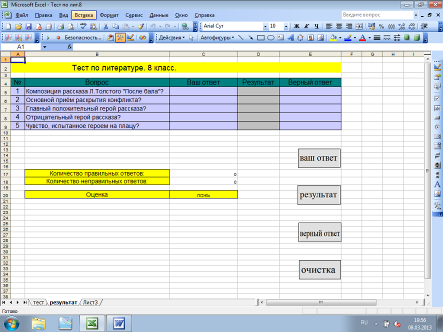 Microsoft Excel - Тест по лит.8
Файл Правка Вид Вставка Формат Сервис Данные Окно Справка
Введите вопрос
Arial Cyr 10
Безопасность...
Действия Автофигуры
A1
A B C D E F G H I
Тест по литературе. 8 класс.
№ Вопрос Ваш ответ Результат Верный ответ
1 Композиция рассказа Л.Толстого "После бала"?
2 Основной приём раскрытия конфликта?
3 Главный положительный герой рассказа?
4 Отрицательный герой рассказа?
5 Чувство, испытанное героем на плацу?
ваш ответ
Количество правильных ответов: 0
Количество неправильных ответов: 0
результат
Оценка
верный ответ
очистка
тест результат Лист3
Готово
RU
19:56
08.03.2013